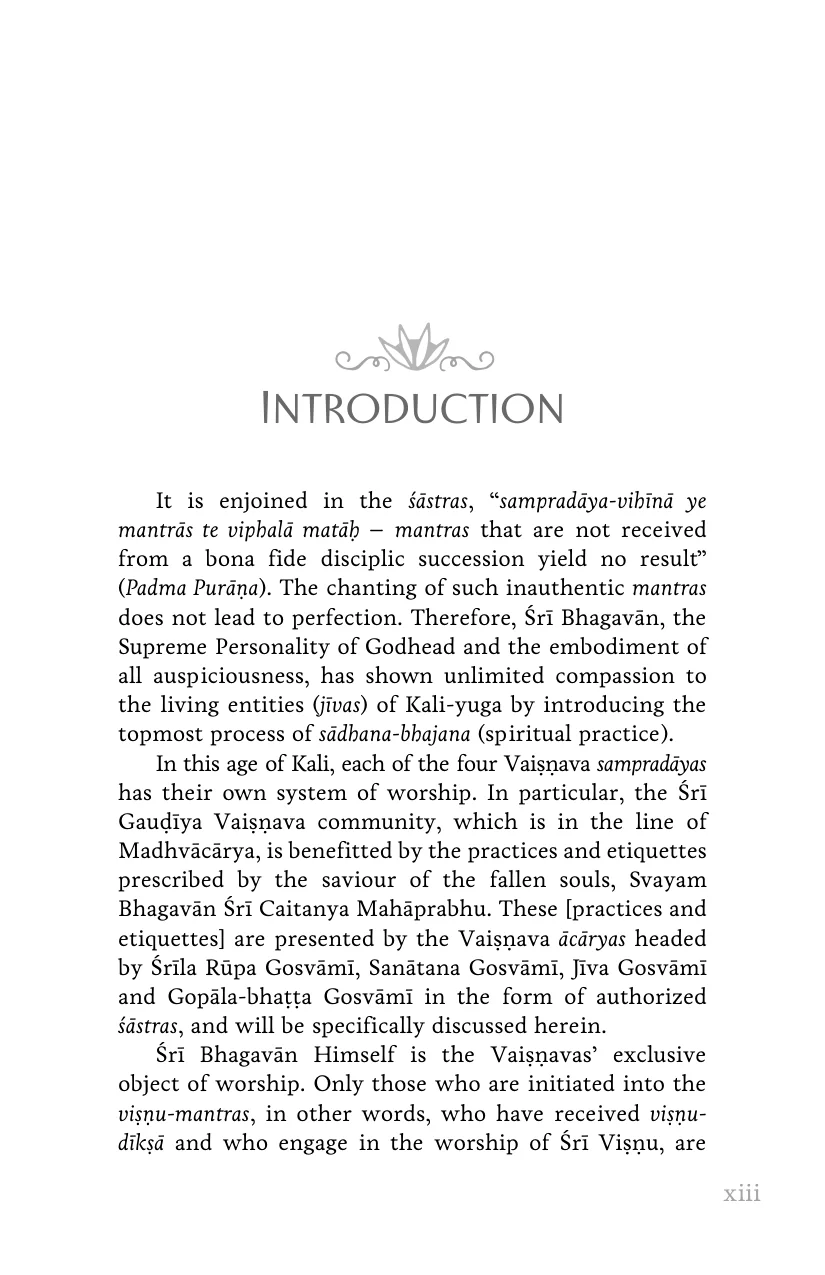 INTRODUCTION
It is enjoined in the śāstras, “sampradāya-vihīnā ye
mantrās te viphalā matāḥ – mantras that are not received
from a bona fide disciplic succession yield no result”
(Padma Purāṇa). The chanting of such inauthentic mantras
does not lead to perfection. Therefore, Śrī Bhagavān, the
Supreme Personality of Godhead and the embodiment of
all auspiciousness, has shown unlimited compassion to
the living entities (jīvas) of Kali-yuga by introducing the
topmost process of sādhana-bhajana (spiritual practice).
In this age of Kali, each of the four Vaiṣṇava sampradāyas
has their own system of worship. In particular, the Śrī
Gauḍīya Vaiṣṇava community, which is in the line of
Madhvācārya, is benefitted by the practices and etiquettes
prescribed by the saviour of the fallen souls, Svayam
Bhagavān Śrī Caitanya Mahāprabhu. These [practices and
etiquettes] are presented by the Vaiṣṇava ācāryas headed
by Śrīla Rūpa Gosvāmī, Sanātana Gosvāmī, Jīva Gosvāmī
and Gopāla-bhaṭṭa Gosvāmī in the form of authorized
śāstras, and will be specifically discussed herein.
Śrī Bhagavān Himself is the Vaiṣṇavas’ exclusive
object of worship. Only those who are initiated into the
viṣṇu-mantras, in other words, who have received viṣṇu-
dīkṣā and who engage in the worship of Śrī Viṣṇu, are
xiii